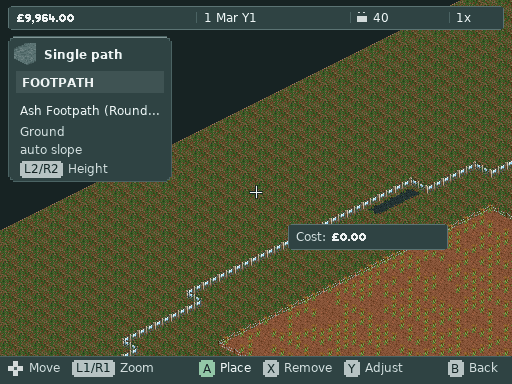 £9,964.00
1 Mar Y1
40
1x
Single path
FOOTPATH
Ash Footpath (Round...
Ground
auto slope
L2/R2 Height
Cost: £0.00
Move L1/R1 Zoom A Place X Remove Y Adjust B Back